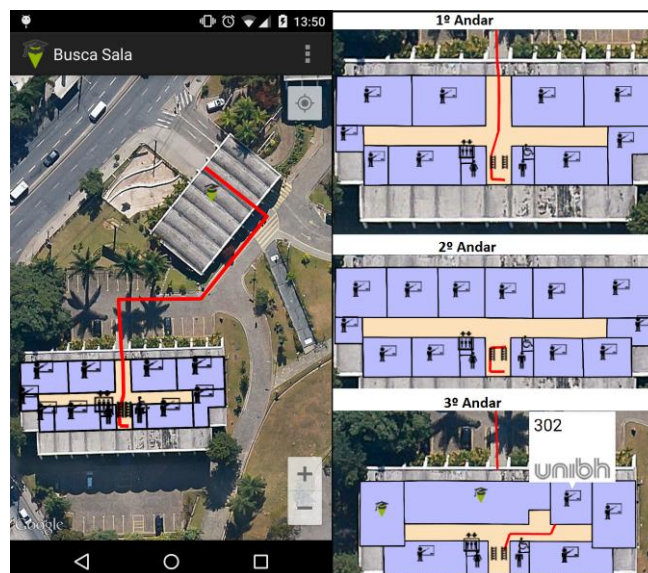 13:50
Busca Sala
Google
1º Andar
2º Andar
3º Andar
302
unibh